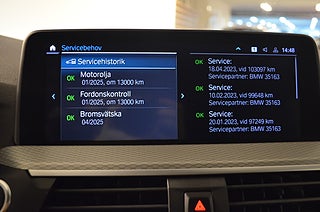 Servicebehov
1
14:48
Servicehistorik
OK Motorolja
01/2025, om 13000 km
OK Fordonskontroll
01/2025, om 13000 km
OK Bromsvätska
04/2025
OK Service:
18.04.2023, vid 103097 km
Servicepartner: BMW 35163
OK Service:
10.02.2023, vid 99648 km
Servicepartner: BMW 35163
OK Service:
20.01.2023, vid 97249 km
Servicepartner: BMW 35163